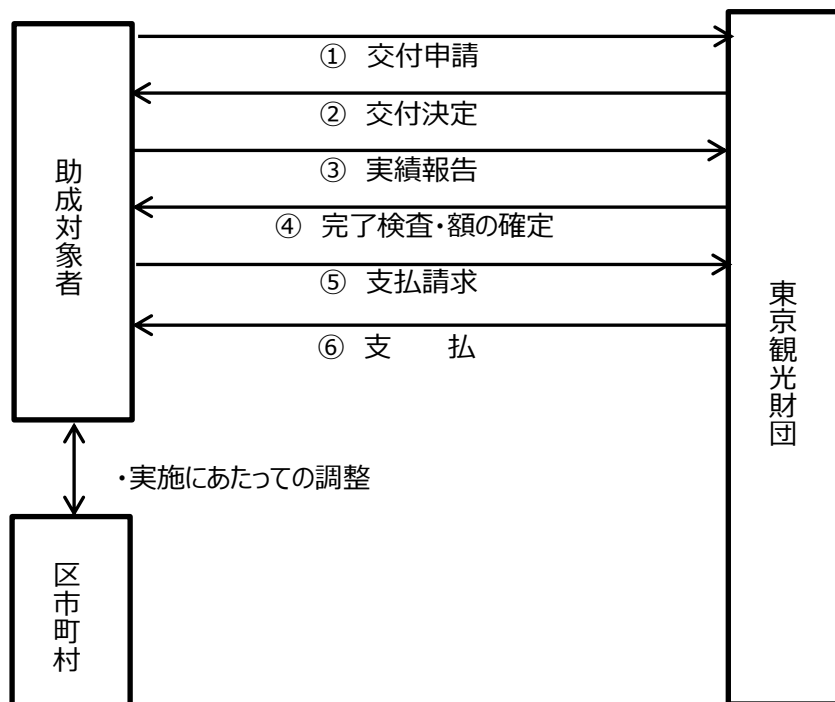 ① 交付申請
② 交付決定
③ 実績報告
④ 完了検査・額の確定
⑤ 支払請求
⑥ 支　　払
助成対象者
東京観光財団
・実施にあたっての調整
区市町村